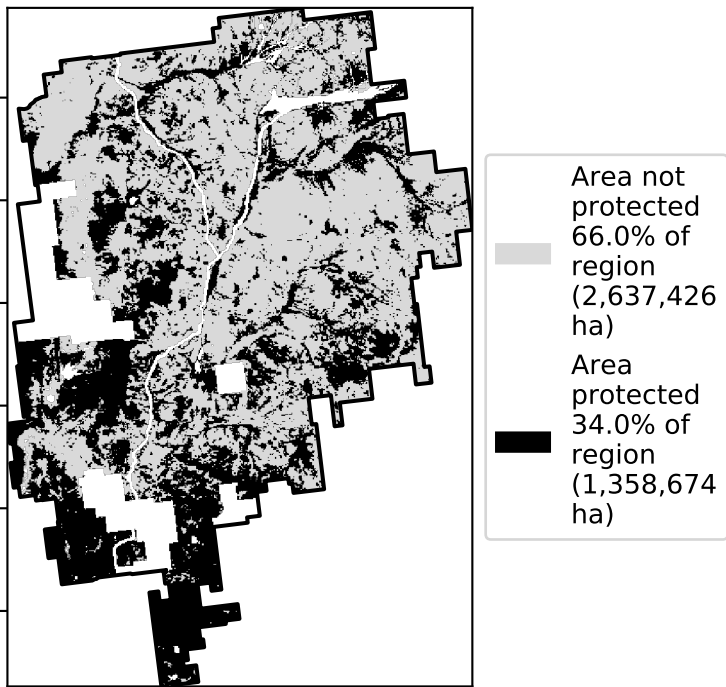 Area not
protected
66.0% of
region
(2,637,426
ha)
Area
protected
34.0% of
region
(1,358,674
ha)